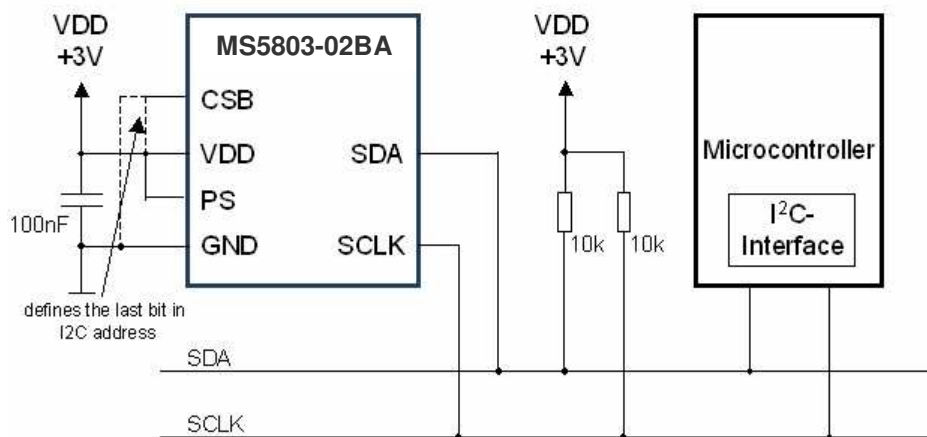 VDD
+3V
MS5803-02BA
CSB
VDD
PS
GND
SDA
SCLK
100nF
defines the last bit in
I2C address
VDD
+3V
10k
10k
Microcontroller
I²C-
Interface
SDA
SCLK